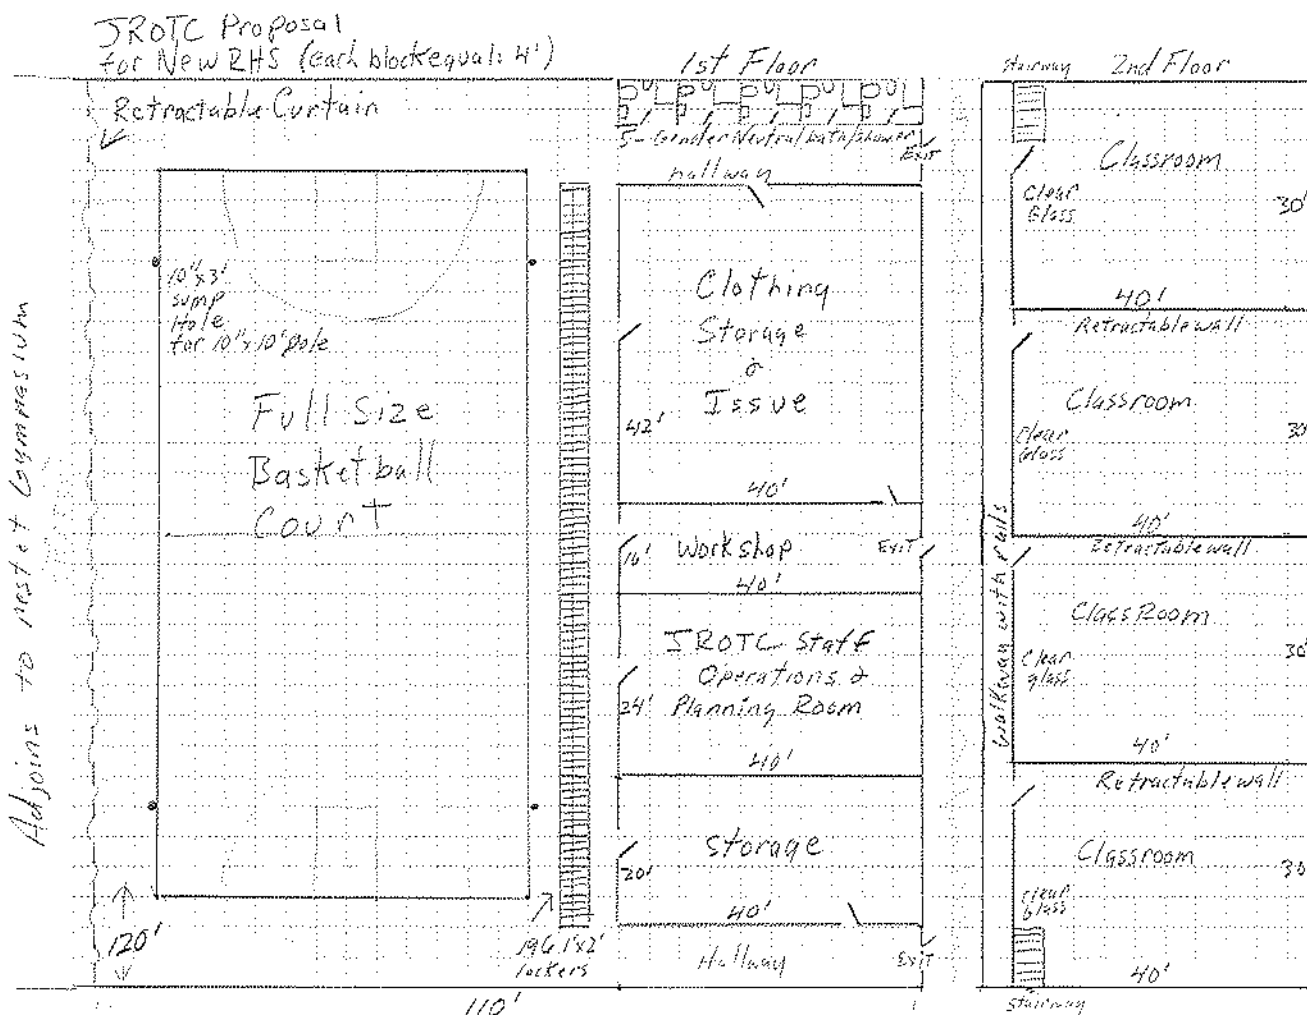 JROTC Proposal
for New RHS (each block equals 4')
1st Floor
Stairway 2nd Floor
Retractable Curtain
5-Gender Neutral bath/shower
Exit
hallway
Classroom
Clear
Glass
30'
40'
Retractable wall
10"x3'
sump
Hole
for 10"x10' pole
Clothing
Storage
&
Issue
42'
40'
Full Size
Basketball
Court
Classroom
Clear
Glass
30'
40'
Retractable wall
Workshop
16'
40'
Exit
Walkway with rails
JROTC Staff
Operations &
Planning Room
24'
40'
ClassRoom
Clear
glass
30'
40'
Retractable wall
Storage
20'
40'
Classroom
Clear
Glass
30'
40'
Stairway
Adjoins to rest of Gymnasium
120'
110'
196 1'x2'
lockers
Hallway
Exit